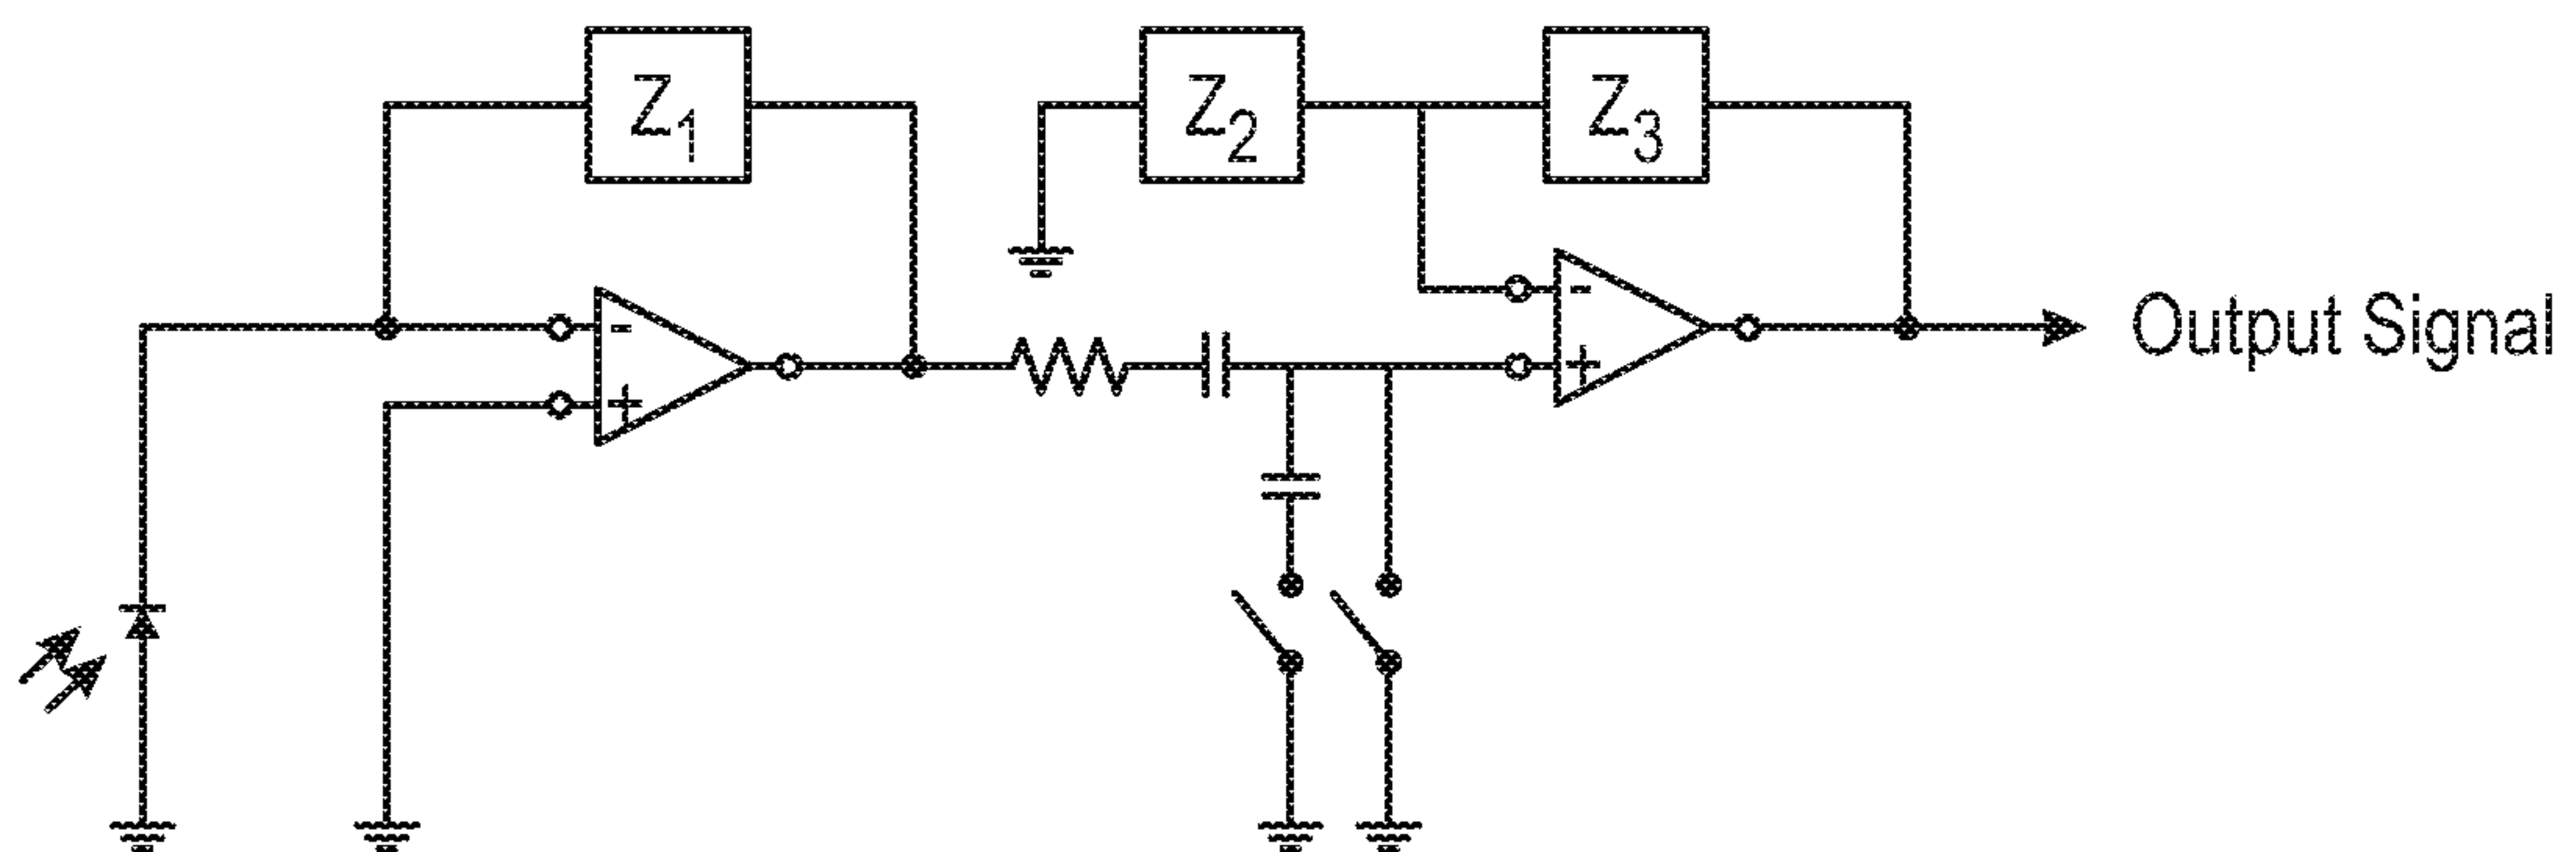 Z1
Z2
Z3
-
+
-
+
Output Signal